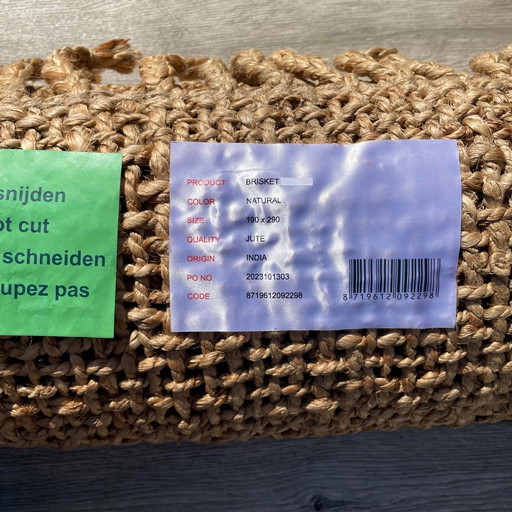 snijden
ot cut
schneiden
upez pas
PRODUCT BRISKET
COLOR NATURAL
SIZE 190 x 290
QUALITY JUTE
ORIGIN INDIA
PO NO. 2023101303
CODE 8719612092298
8 719612 092298